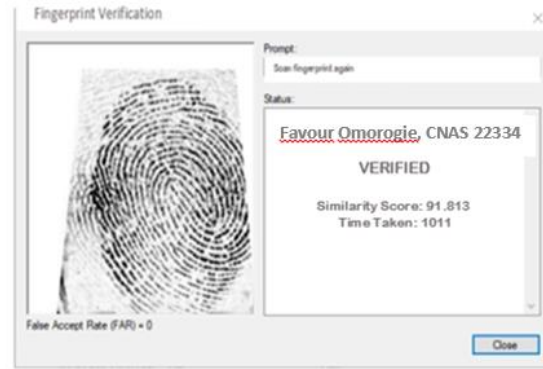 Fingerprint Verification
Prompt:
Scan fingerprint again
Status:
Favour Omorogie, CNAS 22334
VERIFIED
Similarity Score: 91.813
Time Taken: 1011
False Accept Rate (FAR) = 0
Close